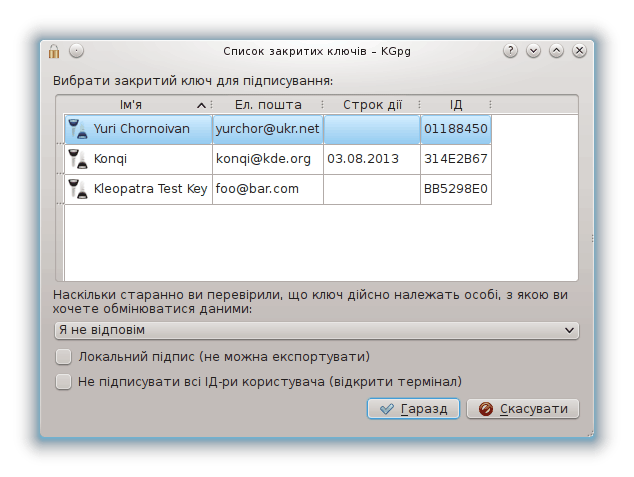 Список закритих ключів – KGpg
Вибрати закритий ключ для підписування:
Ім'я Ел. пошта Строк дії ІД
Yuri Chornoivan yurchor@ukr.net 01188450
Konqi konqi@kde.org 03.08.2013 314E2B67
Kleopatra Test Key foo@bar.com BB5298E0
Наскільки старанно ви перевірили, що ключ дійсно належать особі, з якою ви
хочете обмінюватися даними:
Я не відповім
Локальний підпис (не можна експортувати)
Не підписувати всі ІД-ри користувача (відкрити термінал)
Гаразд Скасувати